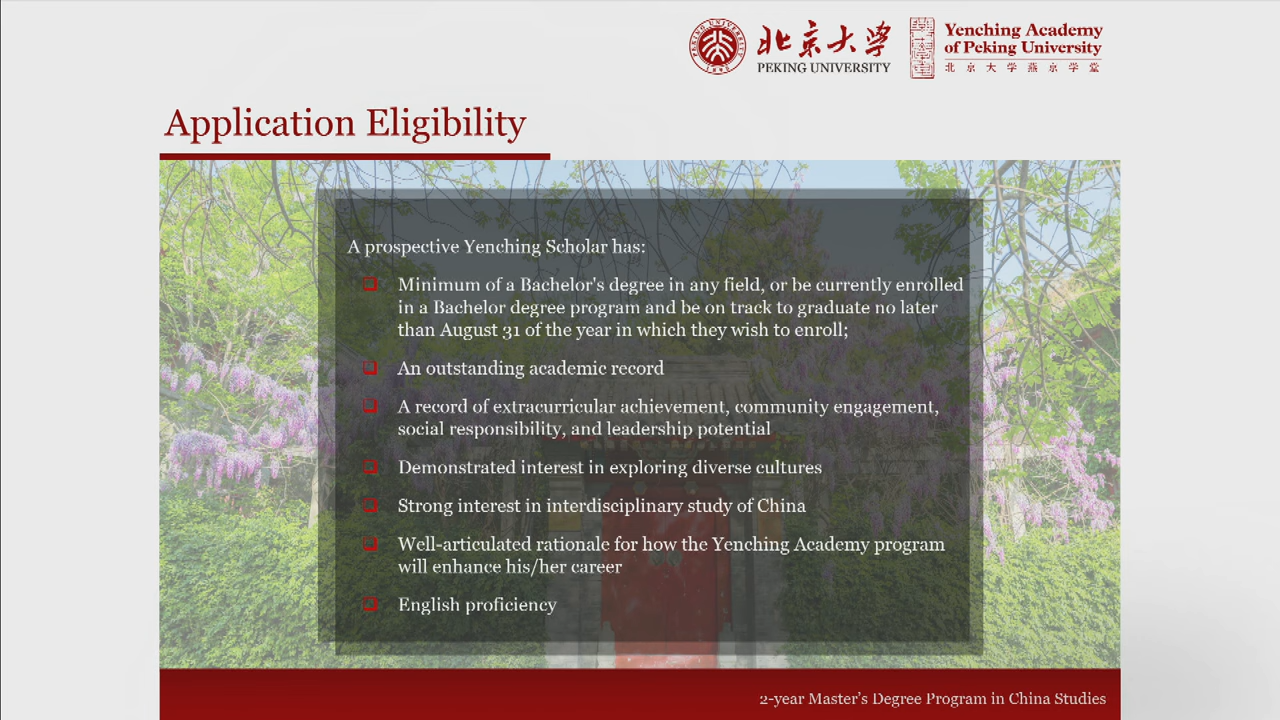 北京大学
PEKING UNIVERSITY
PEKING UNIVERSITY
1898
Yenching Academy
of Peking University
北京大学燕京学堂
Application Eligibility
A prospective Yenching Scholar has:
Minimum of a Bachelor's degree in any field, or be currently enrolled
in a Bachelor degree program and be on track to graduate no later
than August 31 of the year in which they wish to enroll;
An outstanding academic record
A record of extracurricular achievement, community engagement,
social responsibility, and leadership potential
Demonstrated interest in exploring diverse cultures
Strong interest in interdisciplinary study of China
Well-articulated rationale for how the Yenching Academy program
will enhance his/her career
English proficiency
2-year Master's Degree Program in China Studies